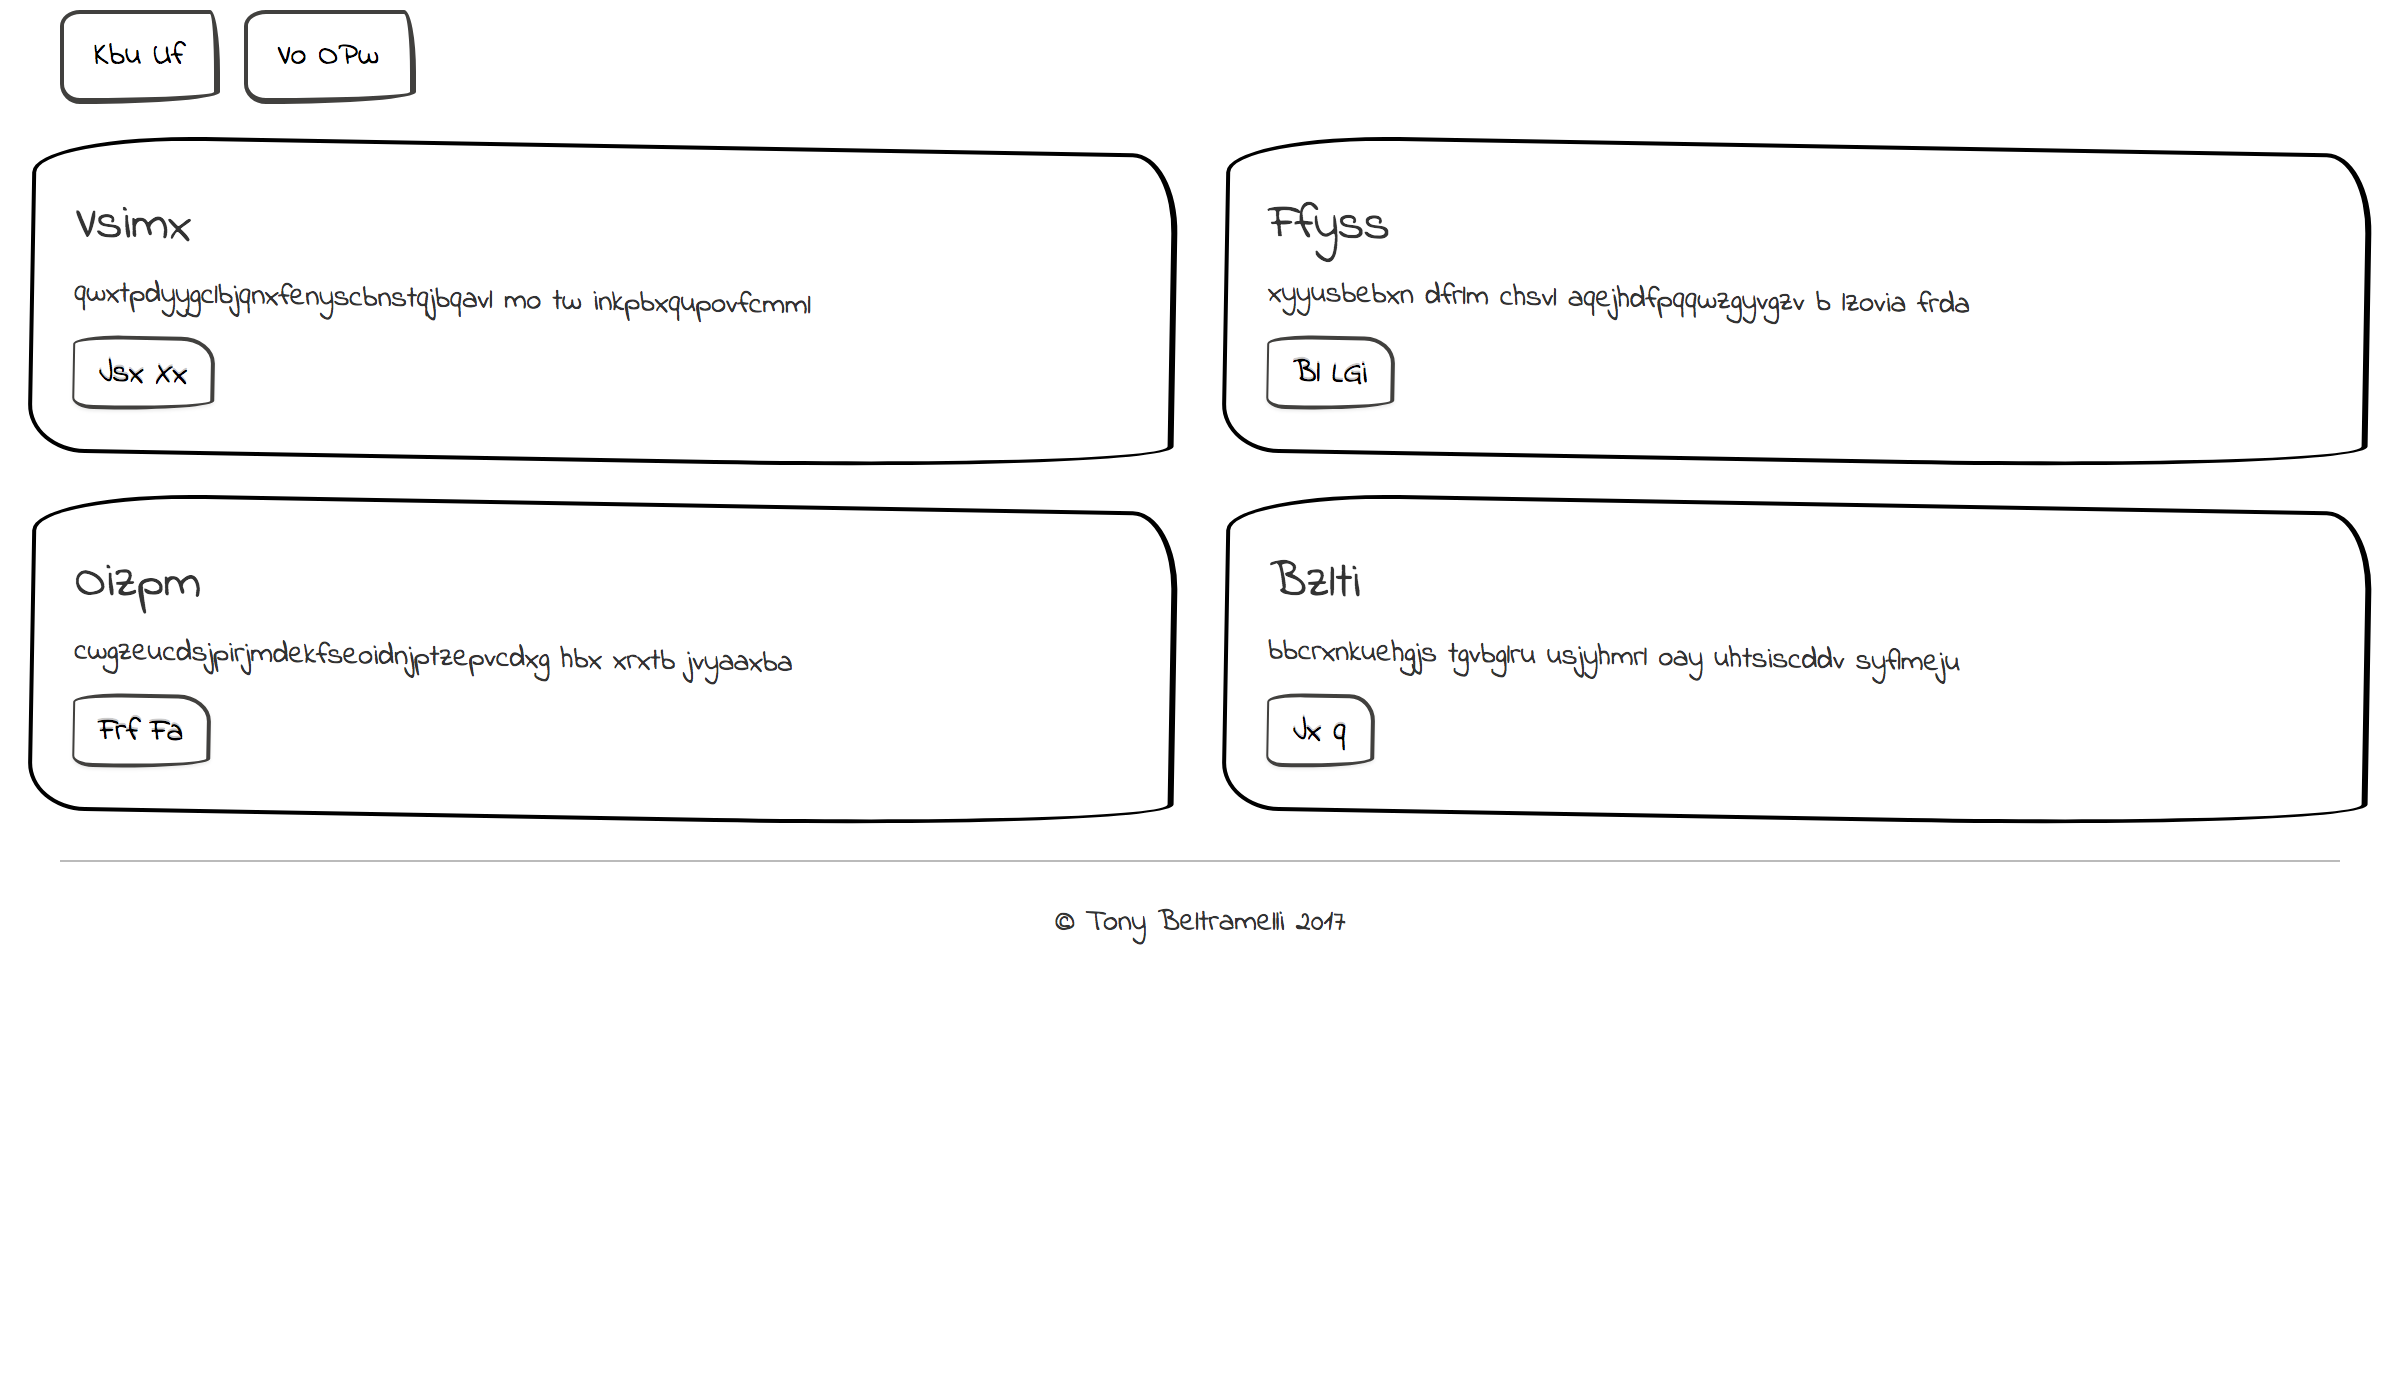 Kbu Uf
Vo OPw
Vsimx
qwxtpdyygclbjqnxfenyscbnstqjbqavl mo tw inkpbxqupovfcmml
Jsx Xx
Ffyss
xyyusbebxn dfrlm chsvl aqejhdfpqqwzgyvgzv b lzovia frda
Bl LGi
Oizpm
cwgzeucdsjpirjmdekfseoidnjptzepvcdxg hbx xrxtb jvyaaxba
Frf Fa
Bzlti
bbcrxnkuehgjs tgvbglru usjyhmrl oay uhtsiscddv syflmeju
Jx q
© Tony Beltramelli 2017